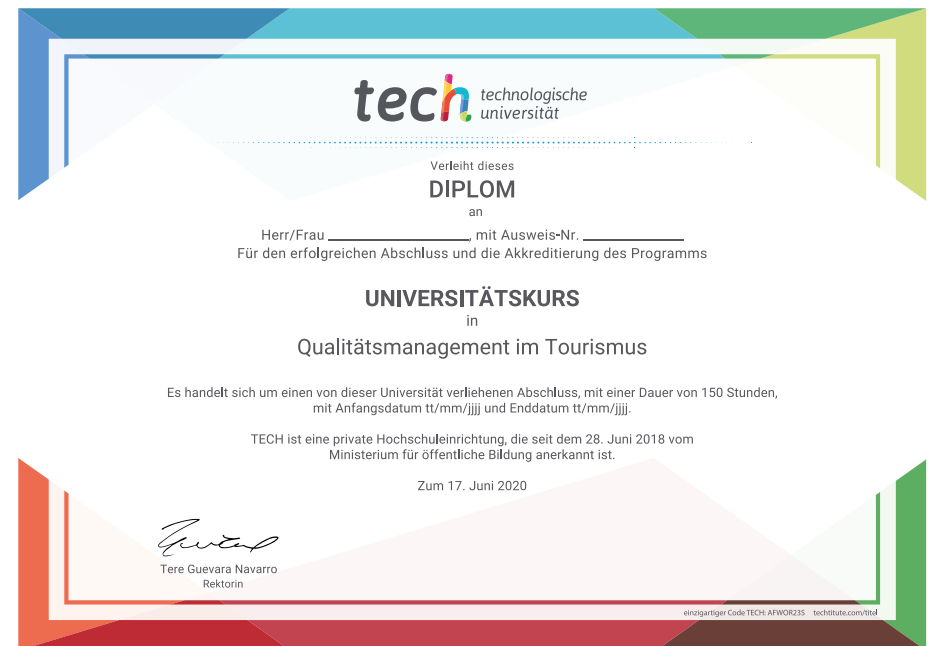 tech technologische
universität
Verleiht dieses
DIPLOM
an
Herr/Frau ____________, mit Ausweis-Nr. ____________
Für den erfolgreichen Abschluss und die Akkreditierung des Programms
UNIVERSITÄTSKURS
in
Qualitätsmanagement im Tourismus
Es handelt sich um einen von dieser Universität verliehenen Abschluss, mit einer Dauer von 150 Stunden,
mit Anfangsdatum tt/mm/jjjj und Enddatum tt/mm/jjjj.
TECH ist eine private Hochschuleinrichtung, die seit dem 28. Juni 2018 vom
Ministerium für öffentliche Bildung anerkannt ist.
Zum 17. Juni 2020
Tere Guevara Navarro
Rektorin
einzigartiger Code TECH: AFWOR23S techtitute.com/titel